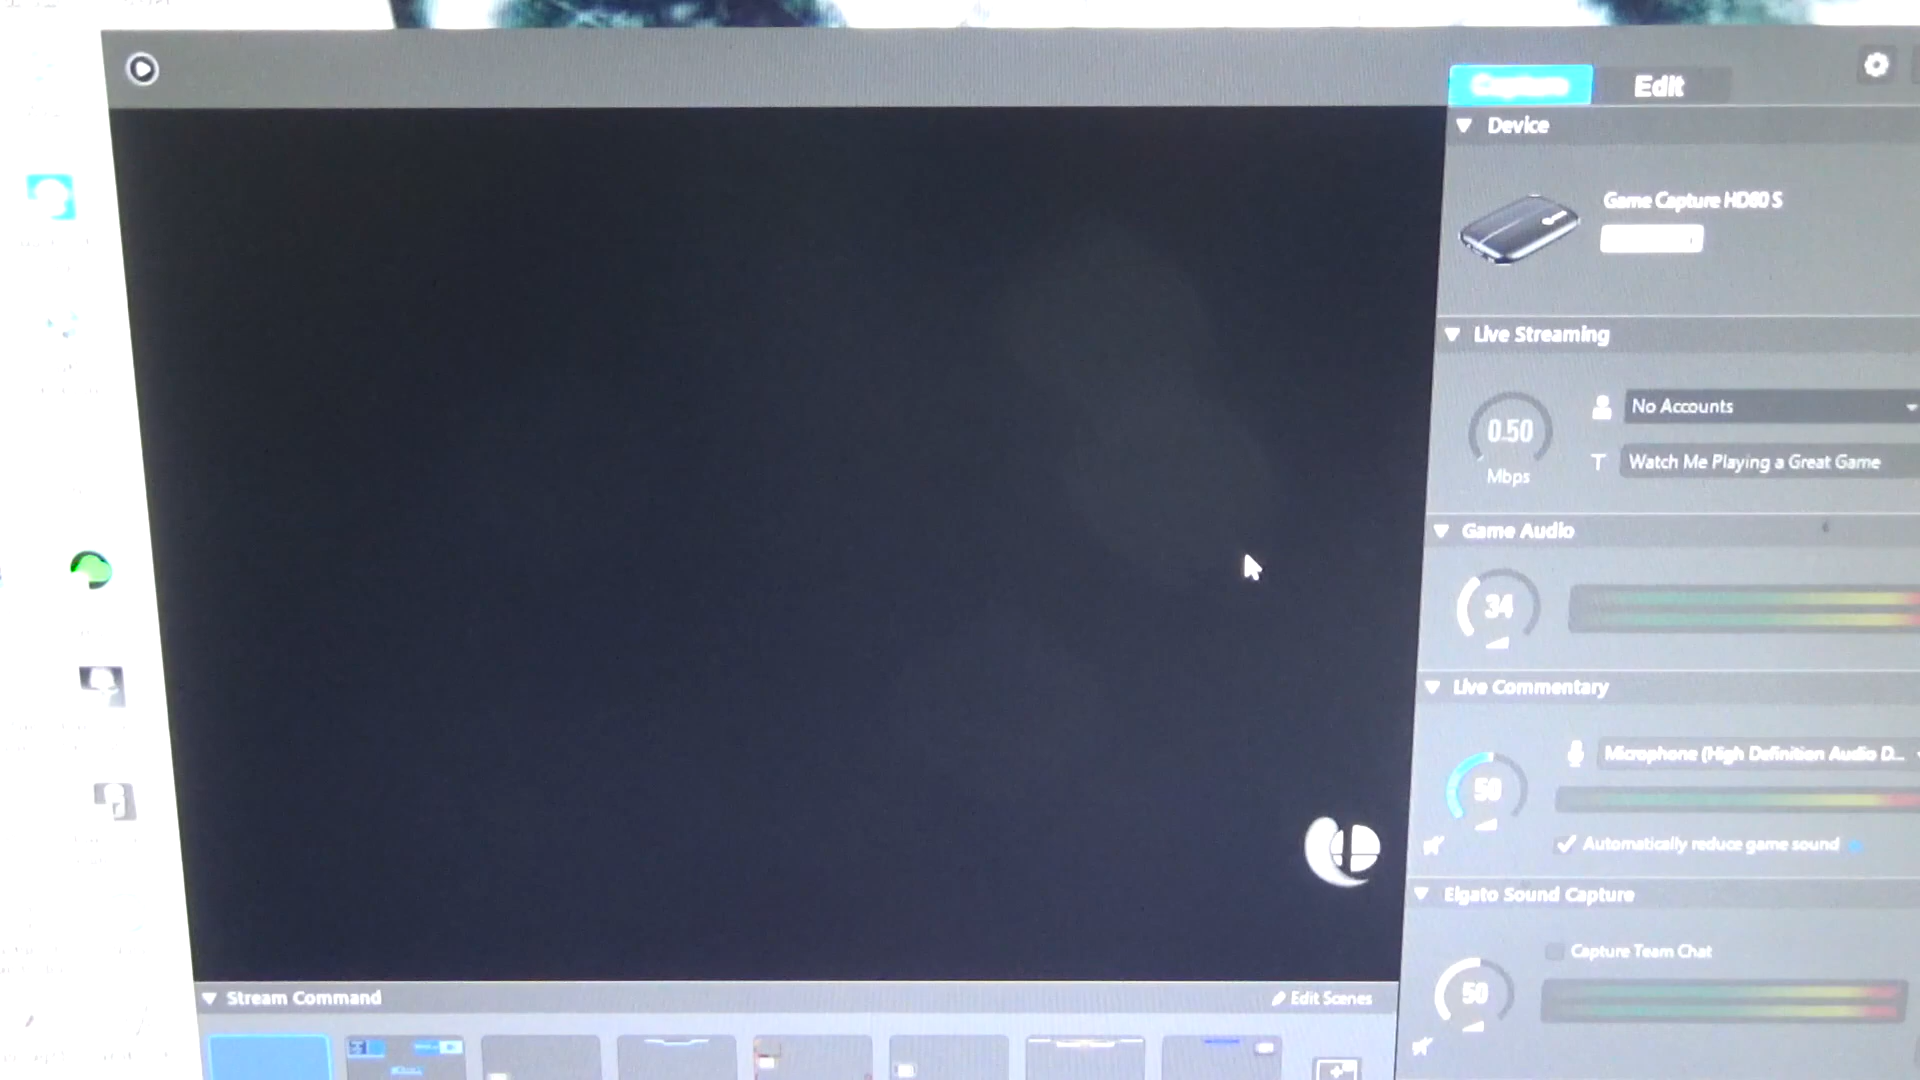 Capture
Edit
Device
Game Capture HD60 S
Live Streaming
0.50
Mbps
No Accounts
T
Watch Me Playing a Great Game
Game Audio
34
Live Commentary
50
Microphone (High Definition Audio D...
Automatically reduce game sound
Elgato Sound Capture
Capture Team Chat
50
Stream Command
Edit Scenes